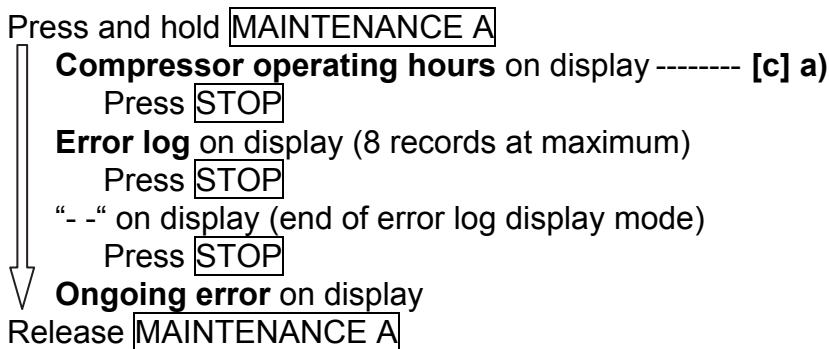 Press and hold MAINTENANCE A
Compressor operating hours on display -------- [c] a)
Press STOP
Error log on display (8 records at maximum)
Press STOP
“- -“ on display (end of error log display mode)
Press STOP
Ongoing error on display
Release MAINTENANCE A